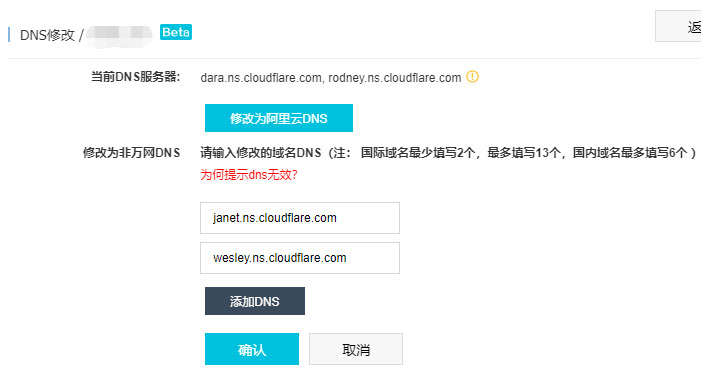 DNS修改 / Beta
返
当前DNS服务器: dara.ns.cloudflare.com, rodney.ns.cloudflare.com
修改为阿里云DNS
修改为非万网DNS 请输入修改的域名DNS（注： 国际域名最少填写2个，最多填写13个，国内域名最多填写6个 ）
为何提示dns无效?
janet.ns.cloudflare.com
wesley.ns.cloudflare.com
添加DNS
确认 取消